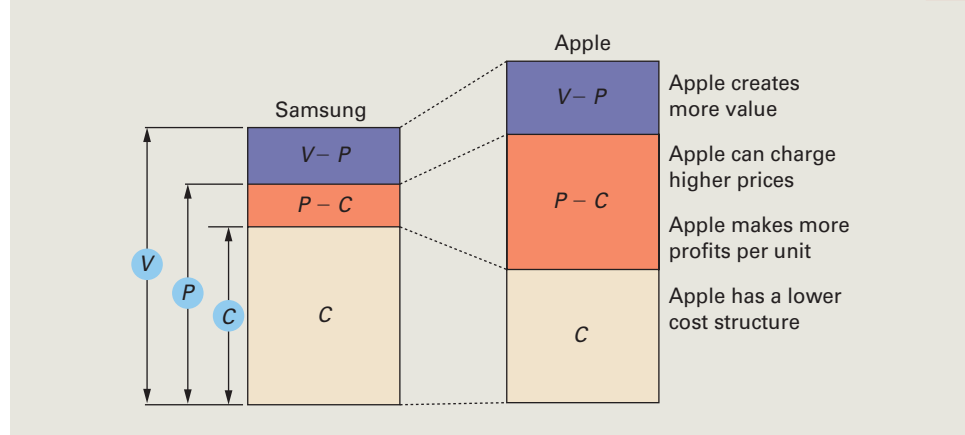 Apple
Samsung
V – P
V – P
Apple creates
more value
P – C
P – C
Apple can charge
higher prices
Apple makes more
profits per unit
V
P
C
C
C
Apple has a lower
cost structure